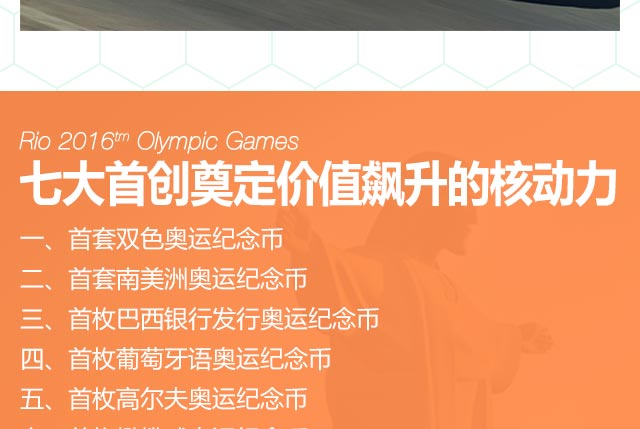 Rio 2016tm Olympic Games
七大首创奠定价值飙升的核动力
一、首套双色奥运纪念币
二、首套南美洲奥运纪念币
三、首枚巴西银行发行奥运纪念币
四、首枚葡萄牙语奥运纪念币
五、首枚高尔夫奥运纪念币